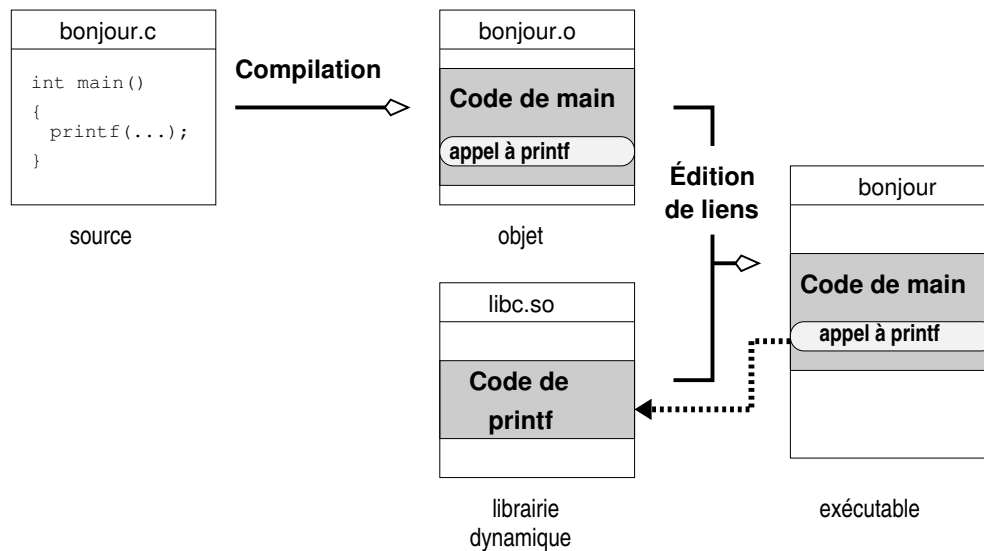 bonjour.c
int main()
{
printf(...);
}
source
Compilation
bonjour.o
Code de main
appel à printf
objet
Édition
de liens
libc.so
Code de
printf
librairie
dynamique
bonjour
Code de main
appel à printf
exécutable